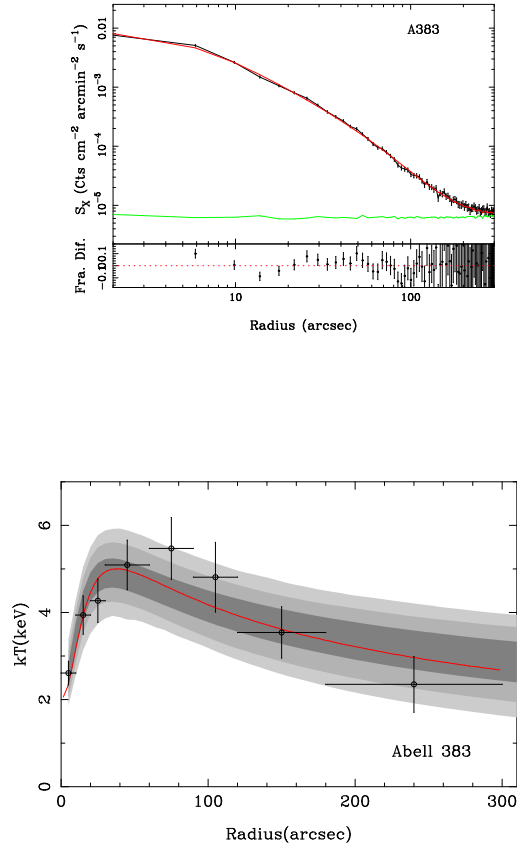 A383
0.01
10⁻³
10⁻⁴
10⁻⁵
S_X (Cts cm⁻² arcmin⁻² s⁻¹)
0.1
0
−0.1
Fra. Dif.
10
100
Radius (arcsec)
6
4
2
0
kT(keV)
Abell 383
0
100
200
300
Radius(arcsec)